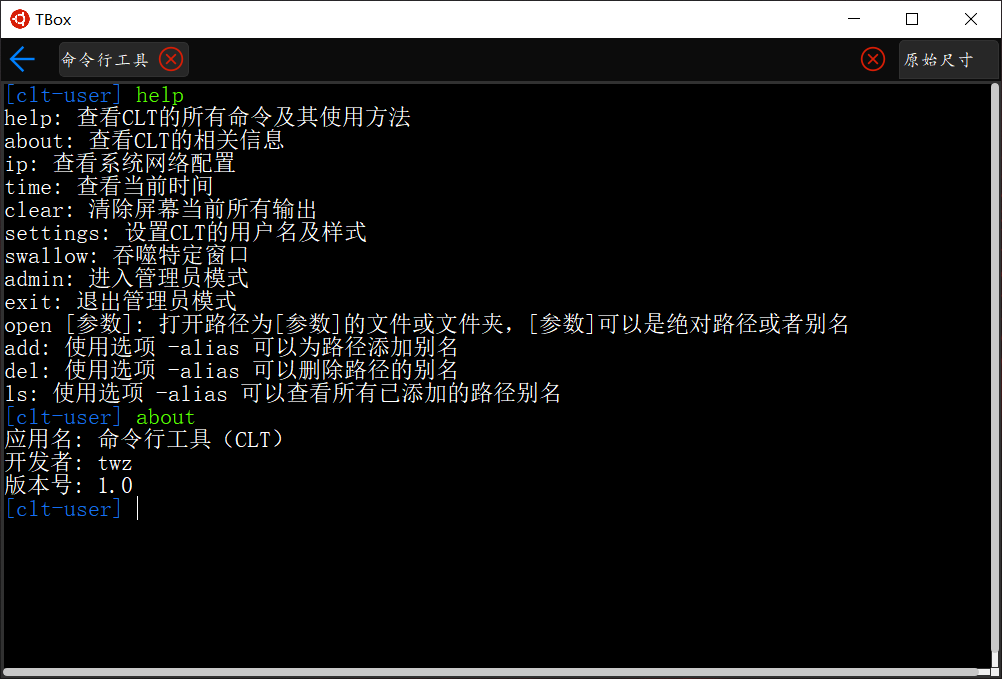 TBox
命令行工具
原始尺寸
[clt-user] help
help: 查看CLT的所有命令及其使用方法
about: 查看CLT的相关信息
ip: 查看系统网络配置
time: 查看当前时间
clear: 清除屏幕当前所有输出
settings: 设置CLT的用户名及样式
swallow: 吞噬特定窗口
admin: 进入管理员模式
exit: 退出管理员模式
open [参数]: 打开路径为[参数]的文件或文件夹，[参数]可以是绝对路径或者别名
add: 使用选项 -alias 可以为路径添加别名
del: 使用选项 -alias 可以删除路径的别名
ls: 使用选项 -alias 可以查看所有已添加的路径别名
[clt-user] about
应用名: 命令行工具（CLT）
开发者: twz
版本号: 1.0
[clt-user]